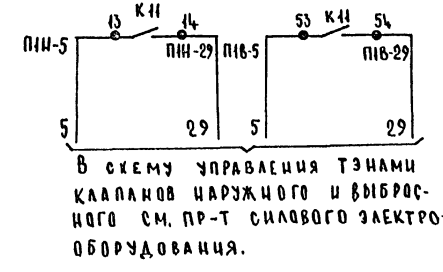 13 К11 14 53 К11 54
П1Н-5 П1Н-29 П1В-5 П1В-29
5 29 5 29
В СХЕМУ УПРАВЛЕНИЯ ТЭНАМИ
КЛАПАНОВ НАРУЖНОГО И ВЫБРОС-
НОГО СМ. ПР-Т СИЛОВОГО ЭЛЕКТРО-
ОБОРУДОВАНИЯ.